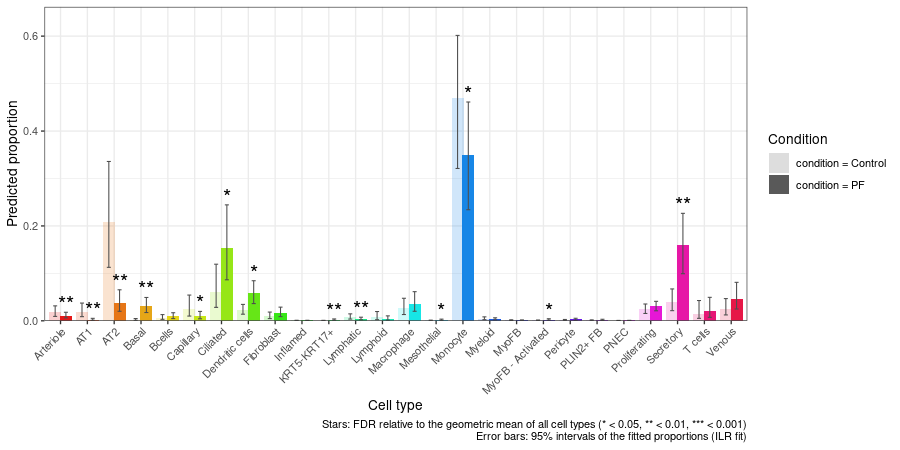 Predicted proportion
0.6
0.4
0.2
0.0
**
**
**
**
*
*
*
**
**
*
*
*
**
Arteriole
AT1
AT2
Basal
Bcells
Capillary
Ciliated
Dendritic cells
Fibroblast
Inflamed
KRT5-KRT17+
Lymphatic
Lymphoid
Macrophage
Mesothelial
Monocyte
Myeloid
MyoFB
MyoFB - Activated
Pericyte
PLIN2+ FB
PNEC
Proliferating
Secretory
T cells
Venous
Cell type
Condition
condition = Control
condition = PF
Stars: FDR relative to the geometric mean of all cell types (* < 0.05, ** < 0.01, *** < 0.001)
Error bars: 95% intervals of the fitted proportions (ILR fit)